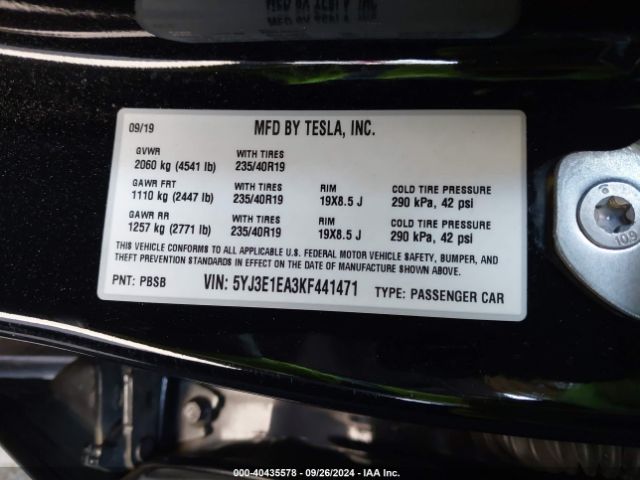 09/19 MFD BY TESLA, INC.
GVWR WITH TIRES
2060 kg (4541 lb) 235/40R19
GAWR FRT WITH TIRES RIM COLD TIRE PRESSURE
1110 kg (2447 lb) 235/40R19 19X8.5 J 290 kPa, 42 psi
GAWR RR WITH TIRES RIM COLD TIRE PRESSURE
1257 kg (2771 lb) 235/40R19 19X8.5 J 290 kPa, 42 psi
THIS VEHICLE CONFORMS TO ALL APPLICABLE U.S. FEDERAL MOTOR VEHICLE SAFETY, BUMPER, AND
THEFT PREVENTION STANDARDS IN EFFECT ON THE DATE OF MANUFACTURE SHOWN ABOVE.
PNT: PBSB VIN: 5YJ3E1EA3KF441471 TYPE: PASSENGER CAR
10.9
000-40435578 - 09/26/2024 - IAA Inc.